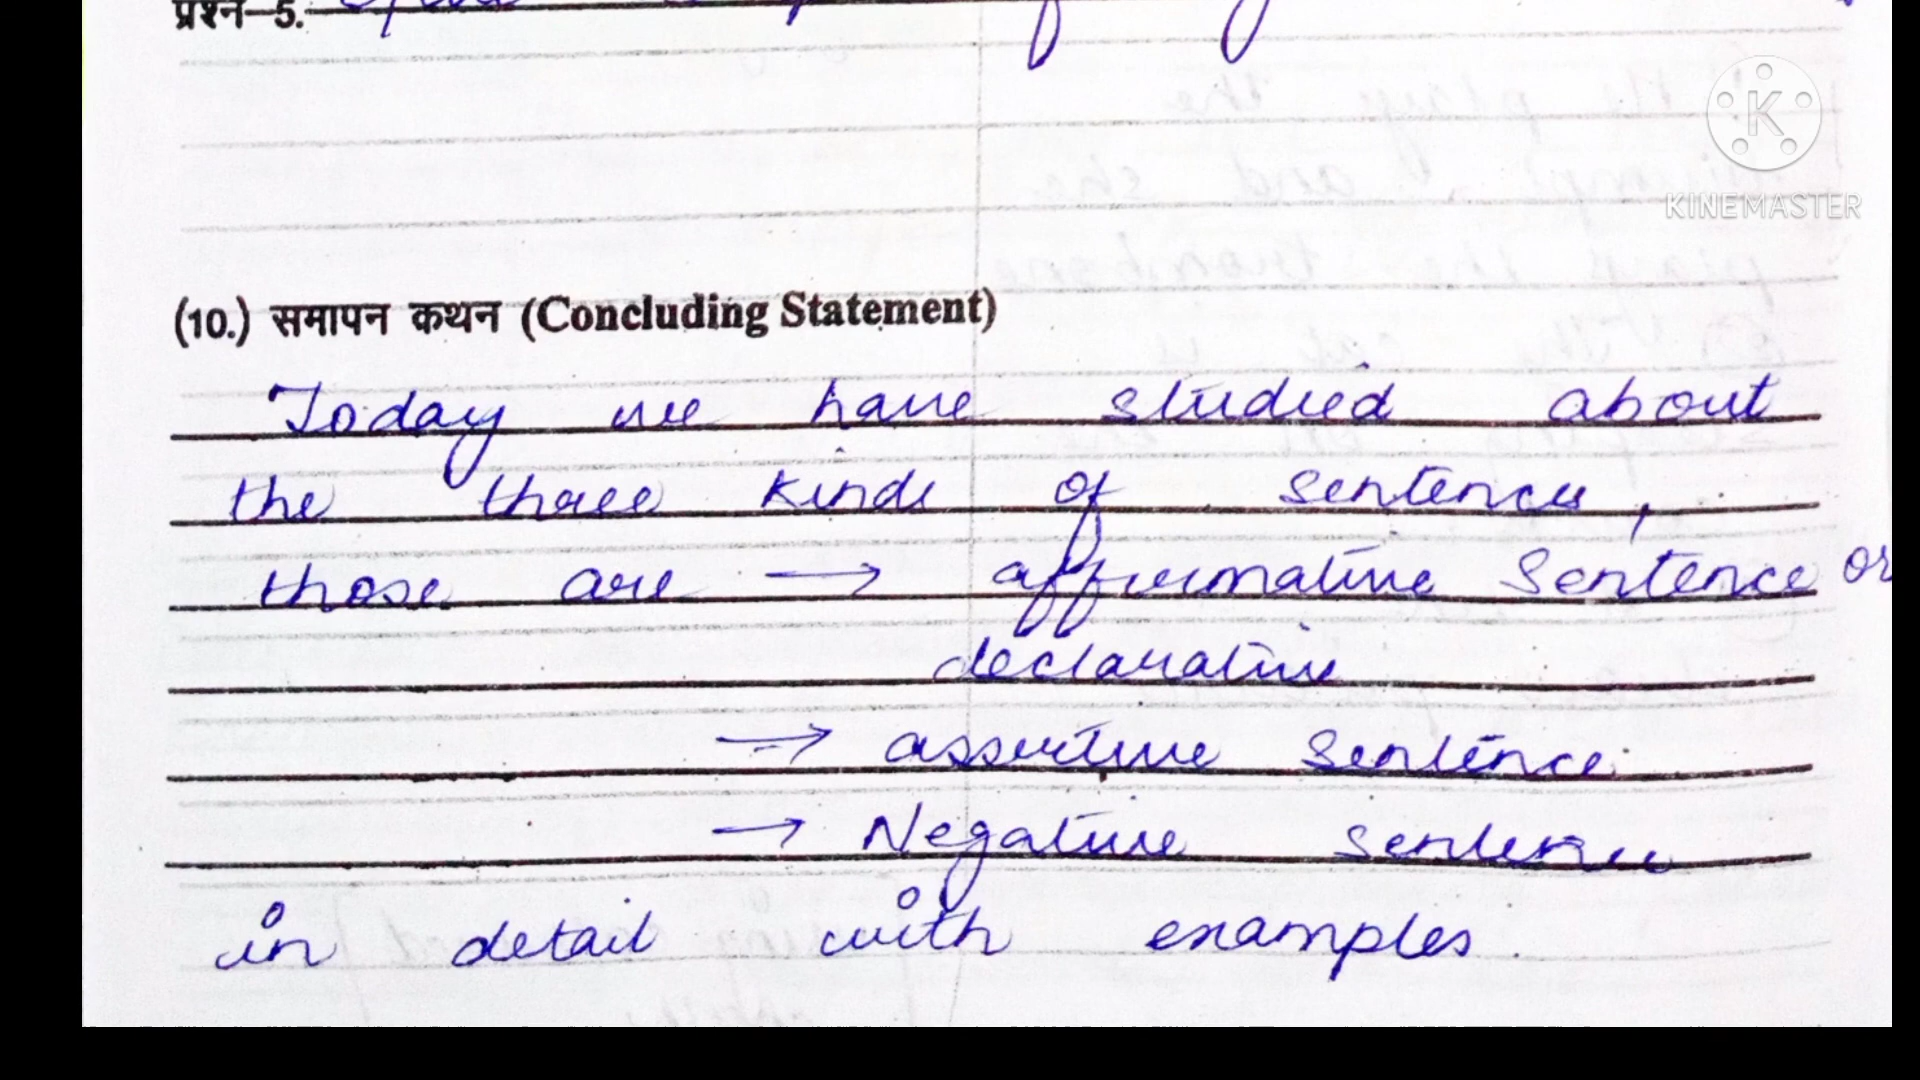 प्रश्न–5.
KINEMASTER
(10.) समापन कथन (Concluding Statement)
Today we have studied about
the three kinds of sentences,
those are → affirmative Sentence or
declarative
→ assertive Sentence
→ Negative sentence
in detail with examples.